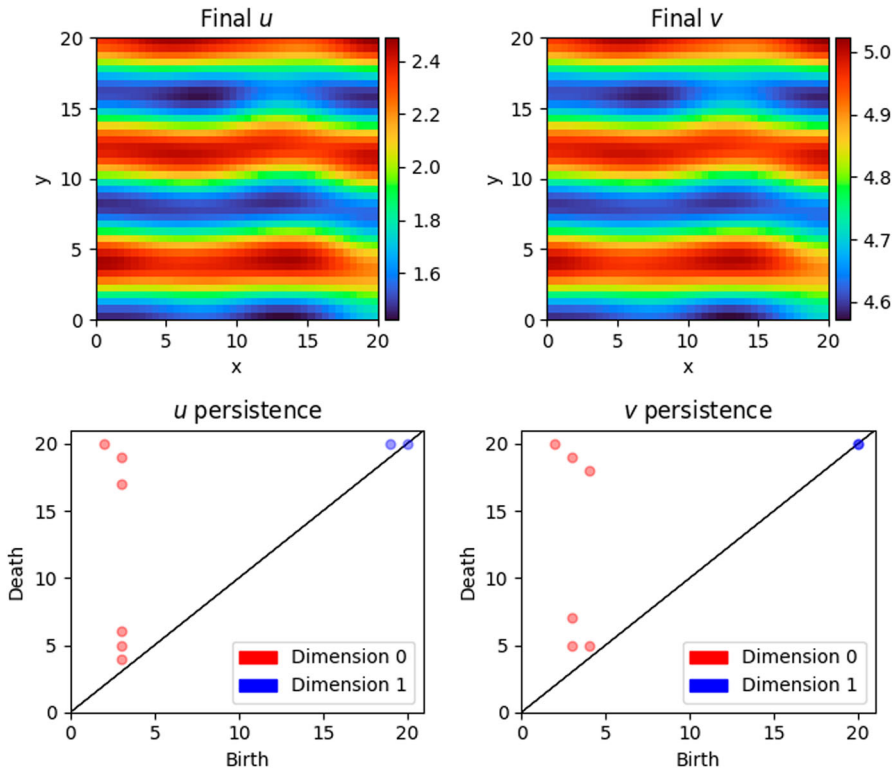 Final u
20
15
y
10
5
0
0 5 10 15 20
x
2.4
2.2
2.0
1.8
1.6
Final v
20
15
y
10
5
0
0 5 10 15 20
x
5.0
4.9
4.8
4.7
4.6
u persistence
20
15
Death
10
5
0
0 5 10 15 20
Birth
Dimension 0
Dimension 1
v persistence
20
15
Death
10
5
0
0 5 10 15 20
Birth
Dimension 0
Dimension 1